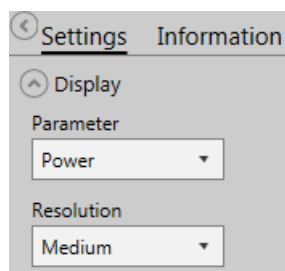 Settings Information
Display
Parameter
Power
Resolution
Medium